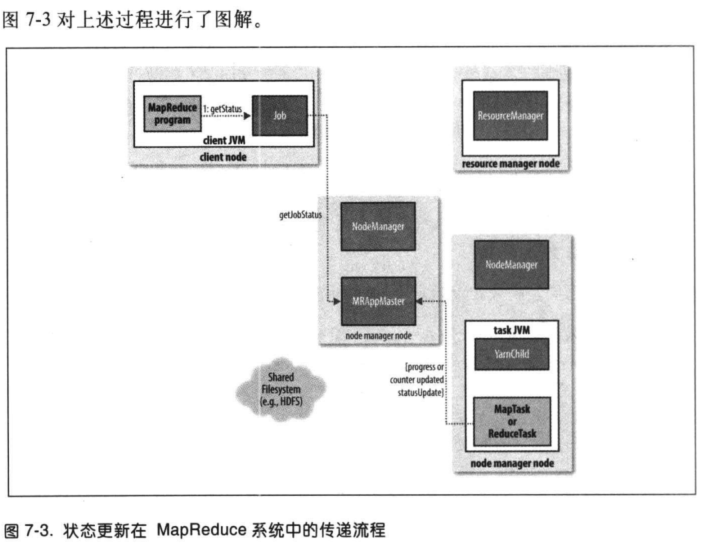 图 7-3 对上述过程进行了图解。
MapReduce
program
1: getStatus
Job
client JVM
client node
ResourceManager
resource manager node
getJobStatus
NodeManager
MRAppMaster
node manager node
NodeManager
task JVM
YarnChild
MapTask
or
ReduceTask
node manager node
[progress or
counter updated
statusUpdate]
Shared
Filesystem
(e.g., HDFS)
图 7-3. 状态更新在 MapReduce 系统中的传递流程